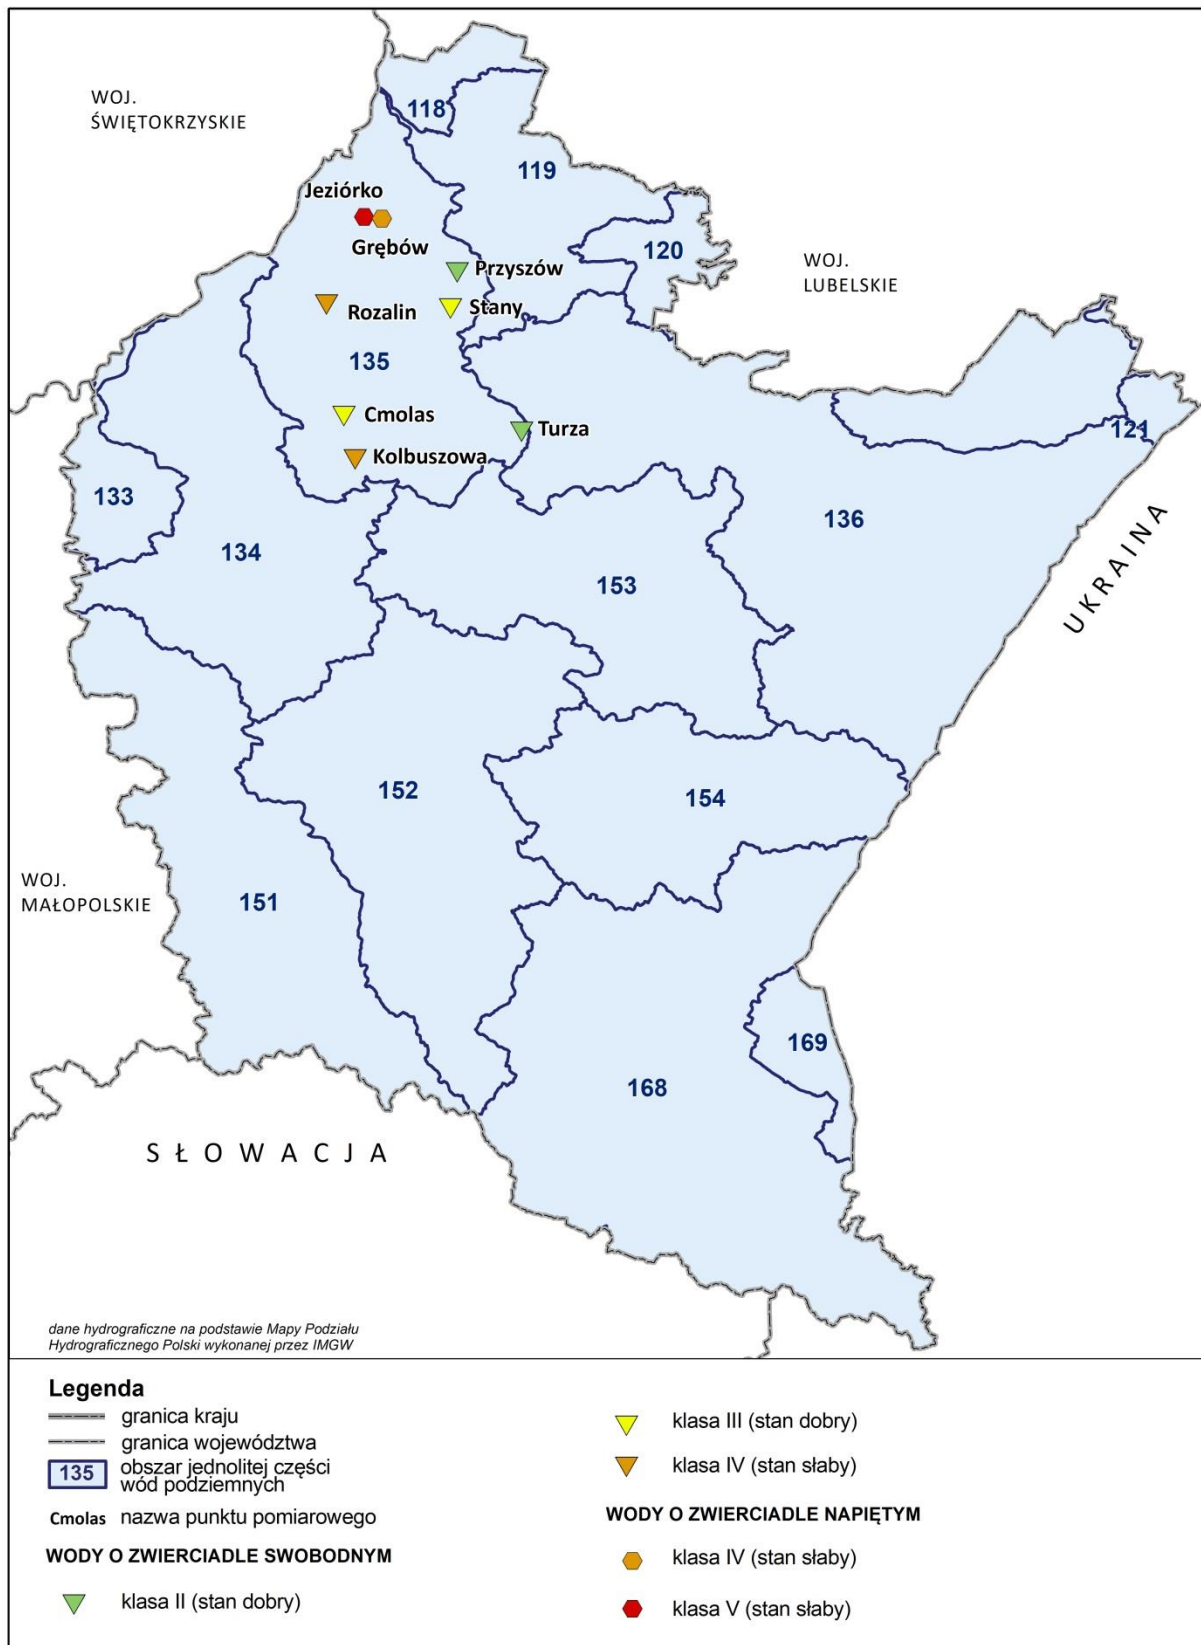 WOJ.
ŚWIĘTOKRZYSKIE
118
119
Jeziórko
Grębów
120
WOJ.
LUBELSKIE
Przyszów
Rozalin
Stany
135
Cmolas
Turza
121
Kolbuszowa
133
136
134
153
UKRAINA
152
154
WOJ.
MAŁOPOLSKIE
151
169
168
SŁOWACJA
dane hydrograficzne na podstawie Mapy Podziału
Hydrograficznego Polski wykonanej przez IMGW
Legenda
granica kraju
granica województwa
135 obszar jednolitej części
wód podziemnych
Cmolas nazwa punktu pomiarowego
WODY O ZWIERCIADLE SWOBODNYM
klasa II (stan dobry)
klasa III (stan dobry)
klasa IV (stan słaby)
WODY O ZWIERCIADLE NAPIĘTYM
klasa IV (stan słaby)
klasa V (stan słaby)